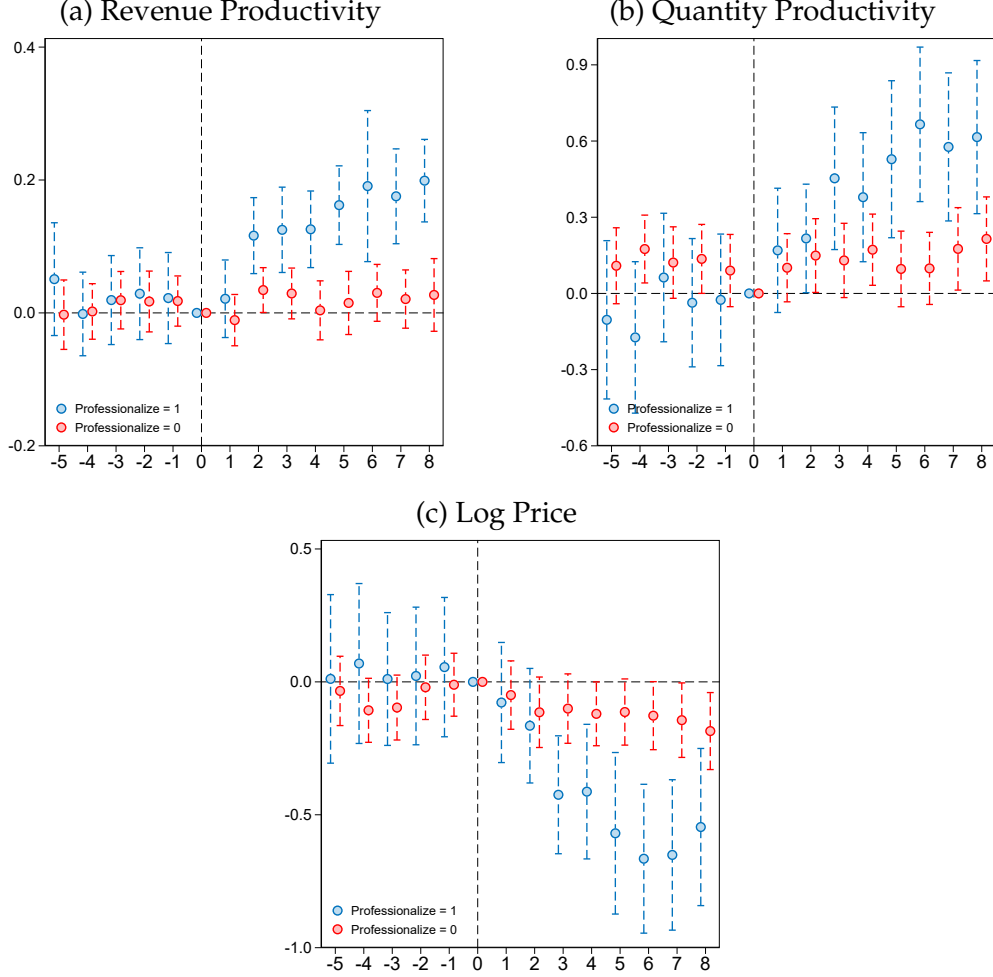 (a) Revenue Productivity
0.4
0.2
0.0
-0.2
Professionalize = 1
Professionalize = 0
-5 -4 -3 -2 -1 0 1 2 3 4 5 6 7 8
(b) Quantity Productivity
0.9
0.6
0.3
0.0
-0.3
-0.6
Professionalize = 1
Professionalize = 0
-5 -4 -3 -2 -1 0 1 2 3 4 5 6 7 8
(c) Log Price
0.5
0.0
-0.5
-1.0
Professionalize = 1
Professionalize = 0
-5 -4 -3 -2 -1 0 1 2 3 4 5 6 7 8